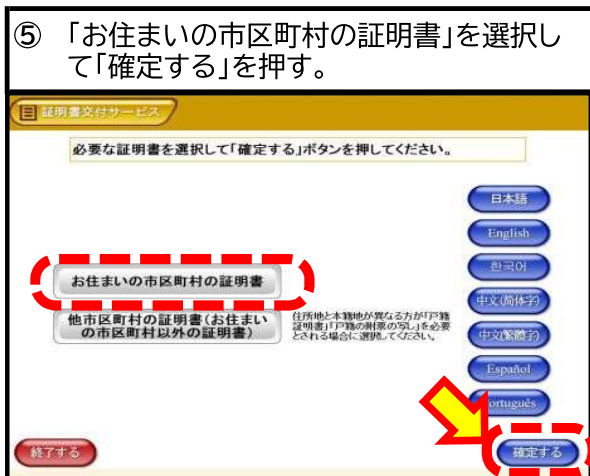 ⑤ 「お住まいの市区町村の証明書」を選択し
て「確定する」を押す。
証明書交付サービス
必要な証明書を選択して「確定する」ボタンを押してください。
日本語
English
한국어
お住まいの市区町村の証明書
中文(简体字)
他市区町村の証明書(お住まい
の市区町村以外の証明書)
住所地と本籍地が異なる方が「戸籍
証明書」「戸籍の附票の写し」を必要
とされる場合に選択してください。
中文(繁體字)
Español
Português
終了する
確定する